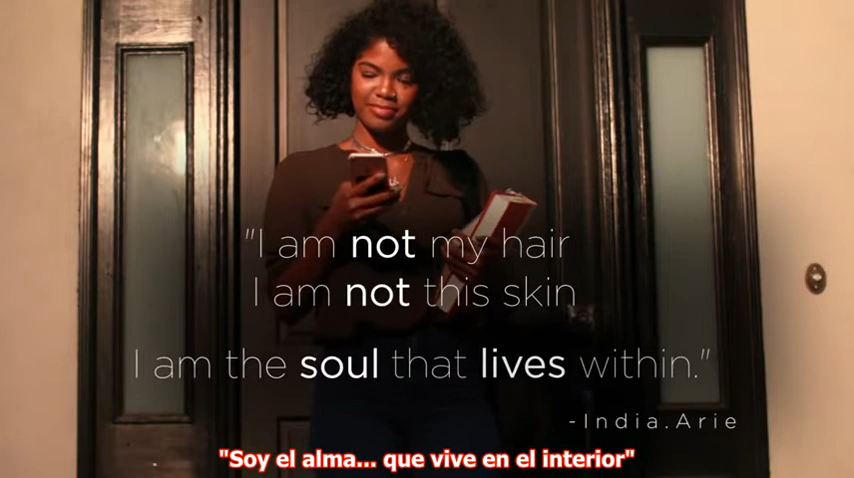 "I am not my hair
I am not this skin
I am the soul that lives within."
-India.Arie
"Soy el alma... que vive en el interior"